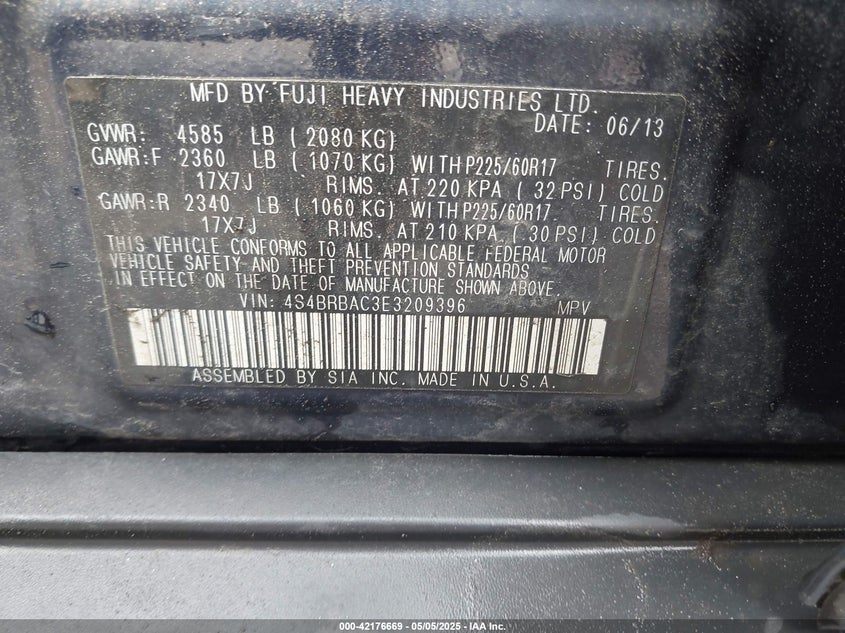 MFD BY FUJI HEAVY INDUSTRIES LTD.
DATE: 06/13
GVWR: 4585 LB (2080 KG)
GAWR:F 2360 LB (1070 KG) WITH P225/60R17 TIRES.
17X7J RIMS. AT 220 KPA (32 PSI) COLD
GAWR:R 2340 LB (1060 KG) WITH P225/60R17. TIRES.
17X7J RIMS. AT 210 KPA. (30 PSI) COLD
THIS VEHICLE CONFORMS TO ALL APPLICABLE FEDERAL MOTOR
VEHICLE SAFETY AND THEFT PREVENTION STANDARDS
IN EFFECT ON THE DATE OF MANUFACTURE SHOWN ABOVE.
VIN: 4S4BRBAC3E3209396 MPV
ASSEMBLED BY SIA INC. MADE IN U.S.A.
000-42176669 - 05/05/2025 - IAA Inc.